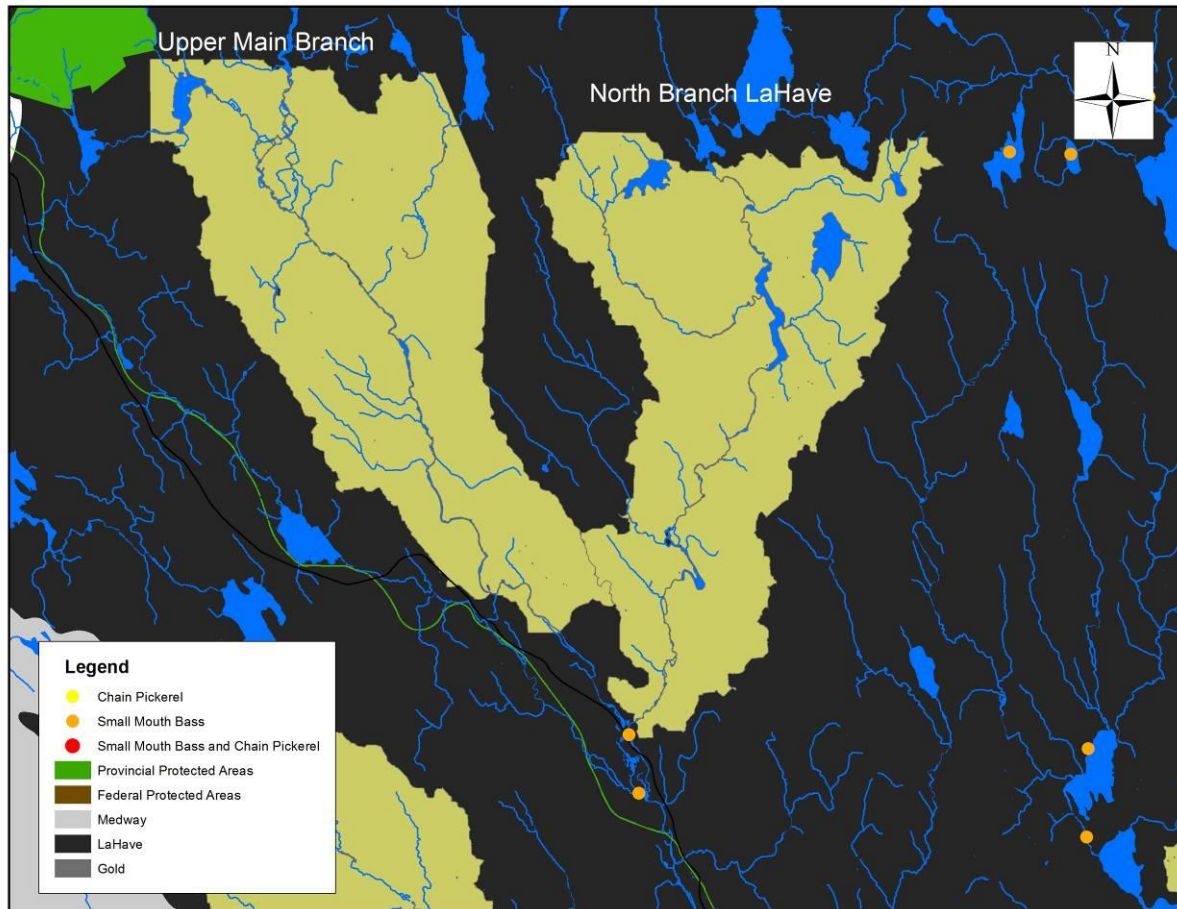 Upper Main Branch
North Branch LaHave
N
Legend
Chain Pickerel
Small Mouth Bass
Small Mouth Bass and Chain Pickerel
Provincial Protected Areas
Federal Protected Areas
Medway
LaHave
Gold